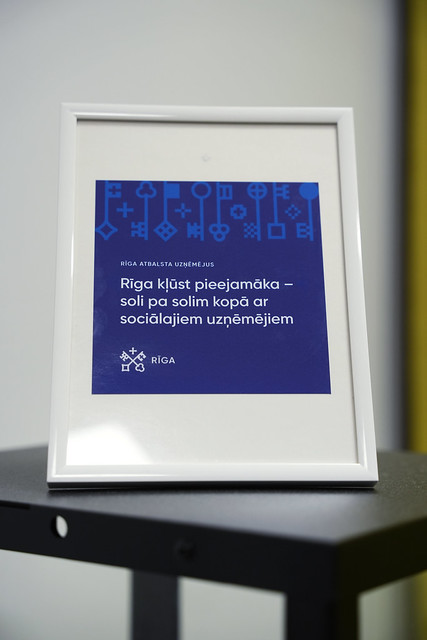 RĪGA ATBALSTA UZŅĒMĒJUS
Rīga kļūst pieejamāka –
soli pa solim kopā ar
sociālajiem uzņēmējiem
RĪGA